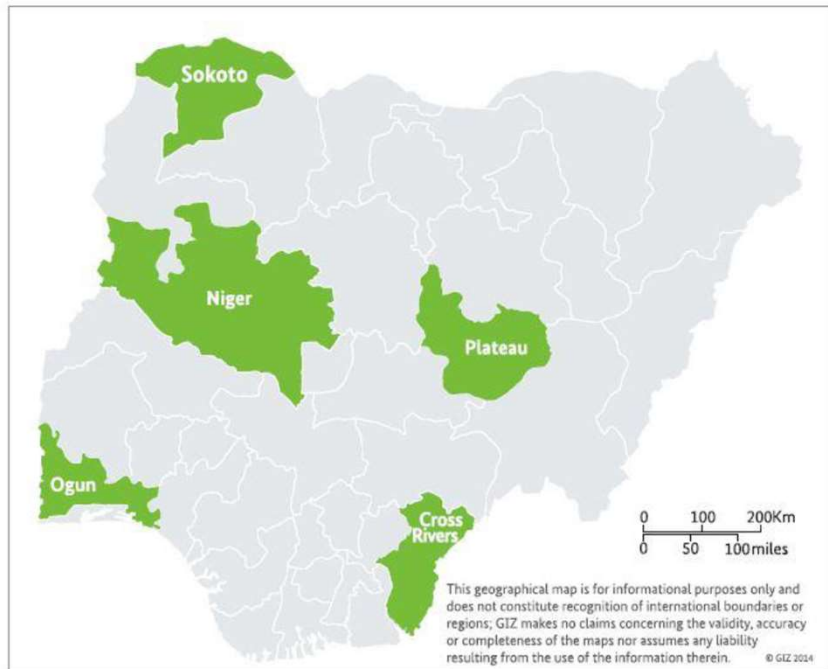 Sokoto
Niger
Plateau
Ogun
Cross
Rivers
0 100 200Km
0 50 100miles
This geographical map is for informational purposes only and
does not constitute recognition of international boundaries or
regions; GIZ makes no claims concerning the validity, accuracy
or completeness of the maps nor assumes any liability
resulting from the use of the information therein. © GIZ 2014